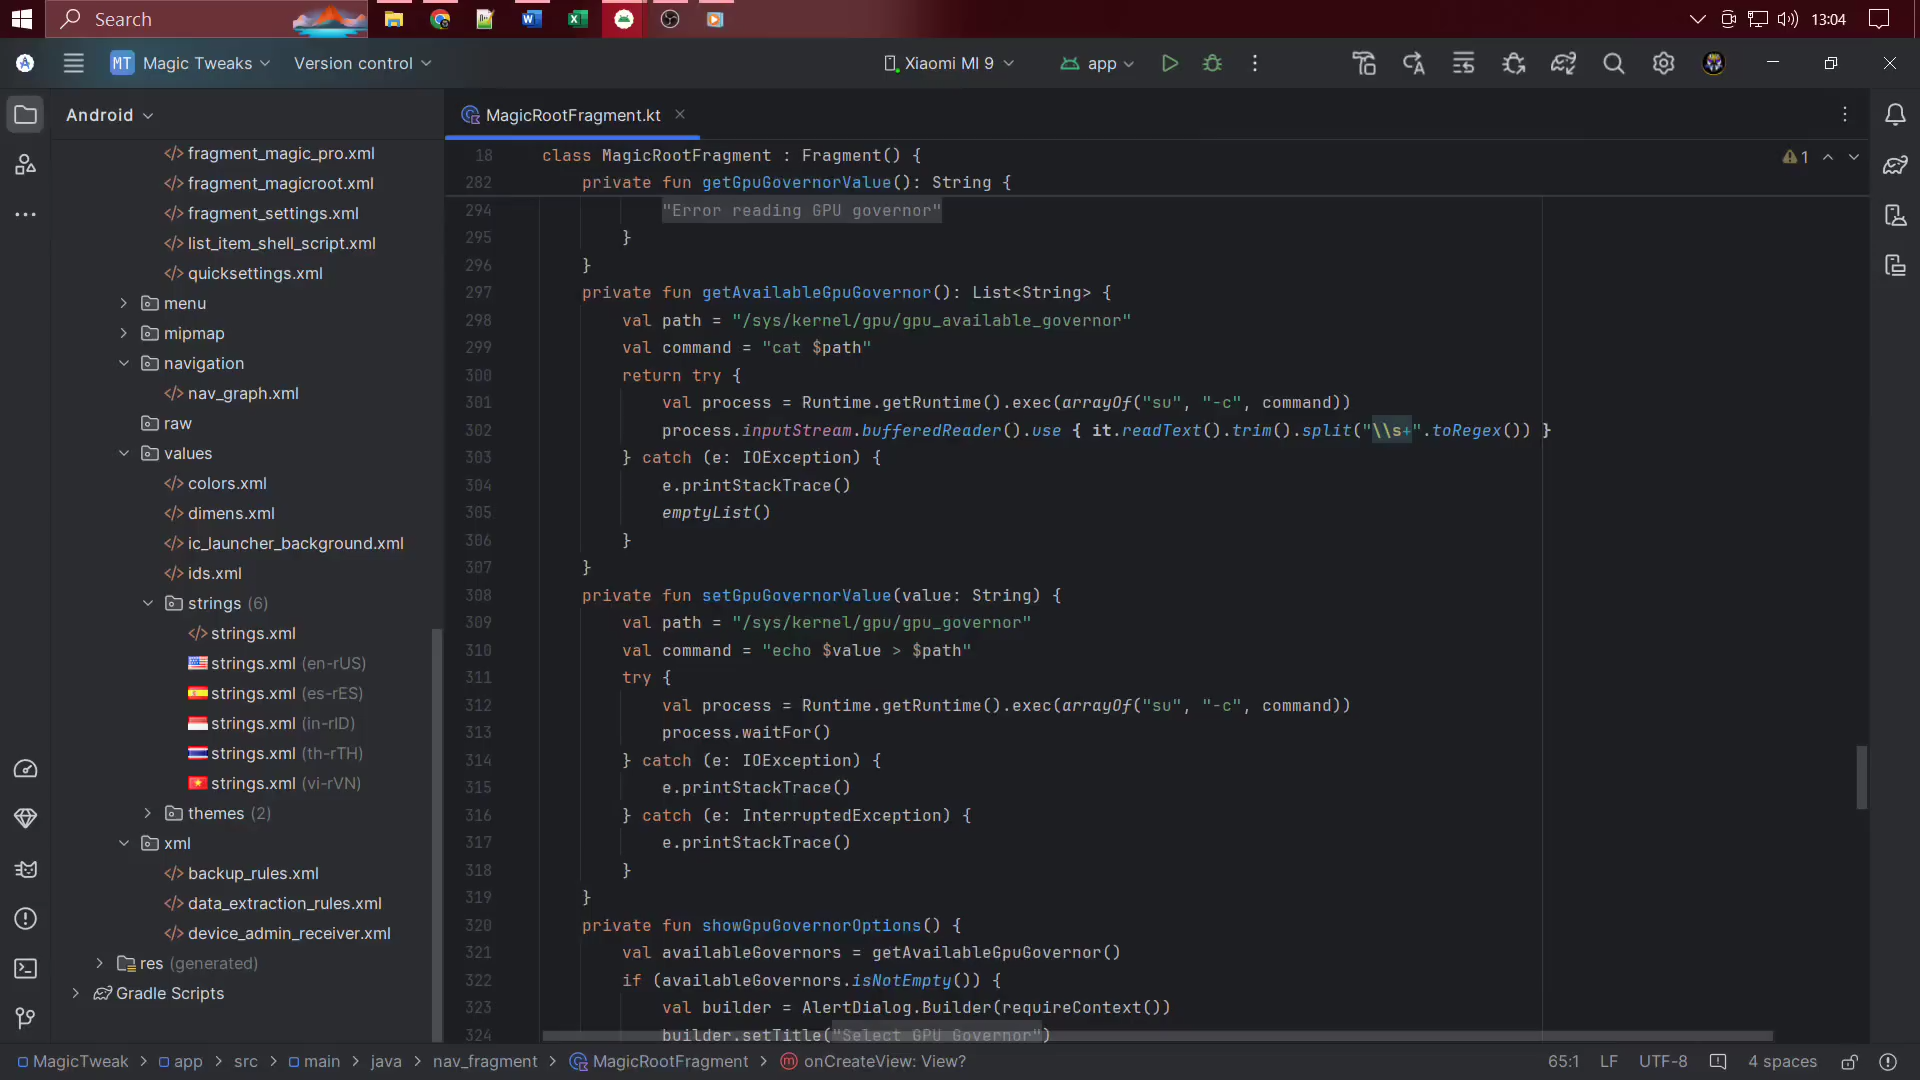 Search
13:04
MT Magic Tweaks
Version control
Xiaomi MI 9
app
Android
fragment_magic_pro.xml
fragment_magicroot.xml
fragment_settings.xml
list_item_shell_script.xml
quicksettings.xml
menu
mipmap
navigation
nav_graph.xml
raw
values
colors.xml
dimens.xml
ic_launcher_background.xml
ids.xml
strings (6)
strings.xml
strings.xml (en-rUS)
strings.xml (es-rES)
strings.xml (in-rID)
strings.xml (th-rTH)
strings.xml (vi-rVN)
themes (2)
xml
backup_rules.xml
data_extraction_rules.xml
device_admin_receiver.xml
res (generated)
Gradle Scripts
MagicRootFragment.kt
1
18 class MagicRootFragment : Fragment() {
282 private fun getGpuGovernorValue(): String {
294 "Error reading GPU governor"
295 }
296 }
297 private fun getAvailableGpuGovernor(): List<String> {
298 val path = "/sys/kernel/gpu/gpu_available_governor"
299 val command = "cat $path"
300 return try {
301 val process = Runtime.getRuntime().exec(arrayOf("su", "-c", command))
302 process.inputStream.bufferedReader().use { it.readText().trim().split("\\s+".toRegex()) }
303 } catch (e: IOException) {
304 e.printStackTrace()
305 emptyList()
306 }
307 }
308 private fun setGpuGovernorValue(value: String) {
309 val path = "/sys/kernel/gpu/gpu_governor"
310 val command = "echo $value > $path"
311 try {
312 val process = Runtime.getRuntime().exec(arrayOf("su", "-c", command))
313 process.waitFor()
314 } catch (e: IOException) {
315 e.printStackTrace()
316 } catch (e: InterruptedException) {
317 e.printStackTrace()
318 }
319 }
320 private fun showGpuGovernorOptions() {
321 val availableGovernors = getAvailableGpuGovernor()
322 if (availableGovernors.isNotEmpty()) {
323 val builder = AlertDialog.Builder(requireContext())
324 builder.setTitle("Select GPU Governor")
MagicTweak > app > src > main > java > nav_fragment > MagicRootFragment > m onCreateView: View?
65:1 LF UTF-8 4 spaces